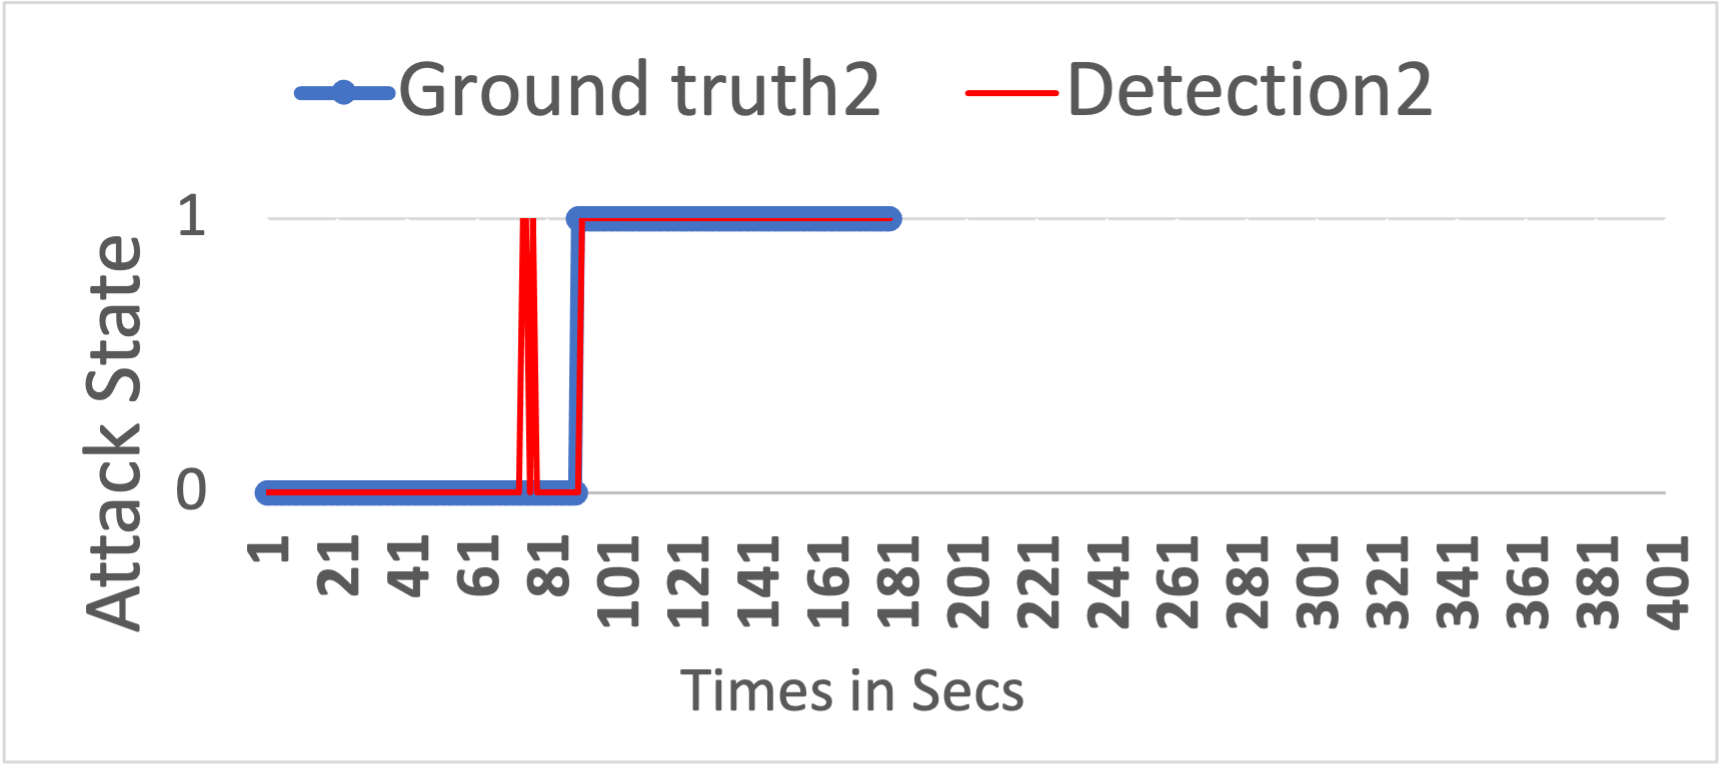 Ground truth2 Detection2
Attack State
1
0
1 21 41 61 81 101 121 141 161 181 201 221 241 261 281 301 321 341 361 381 401
Times in Secs